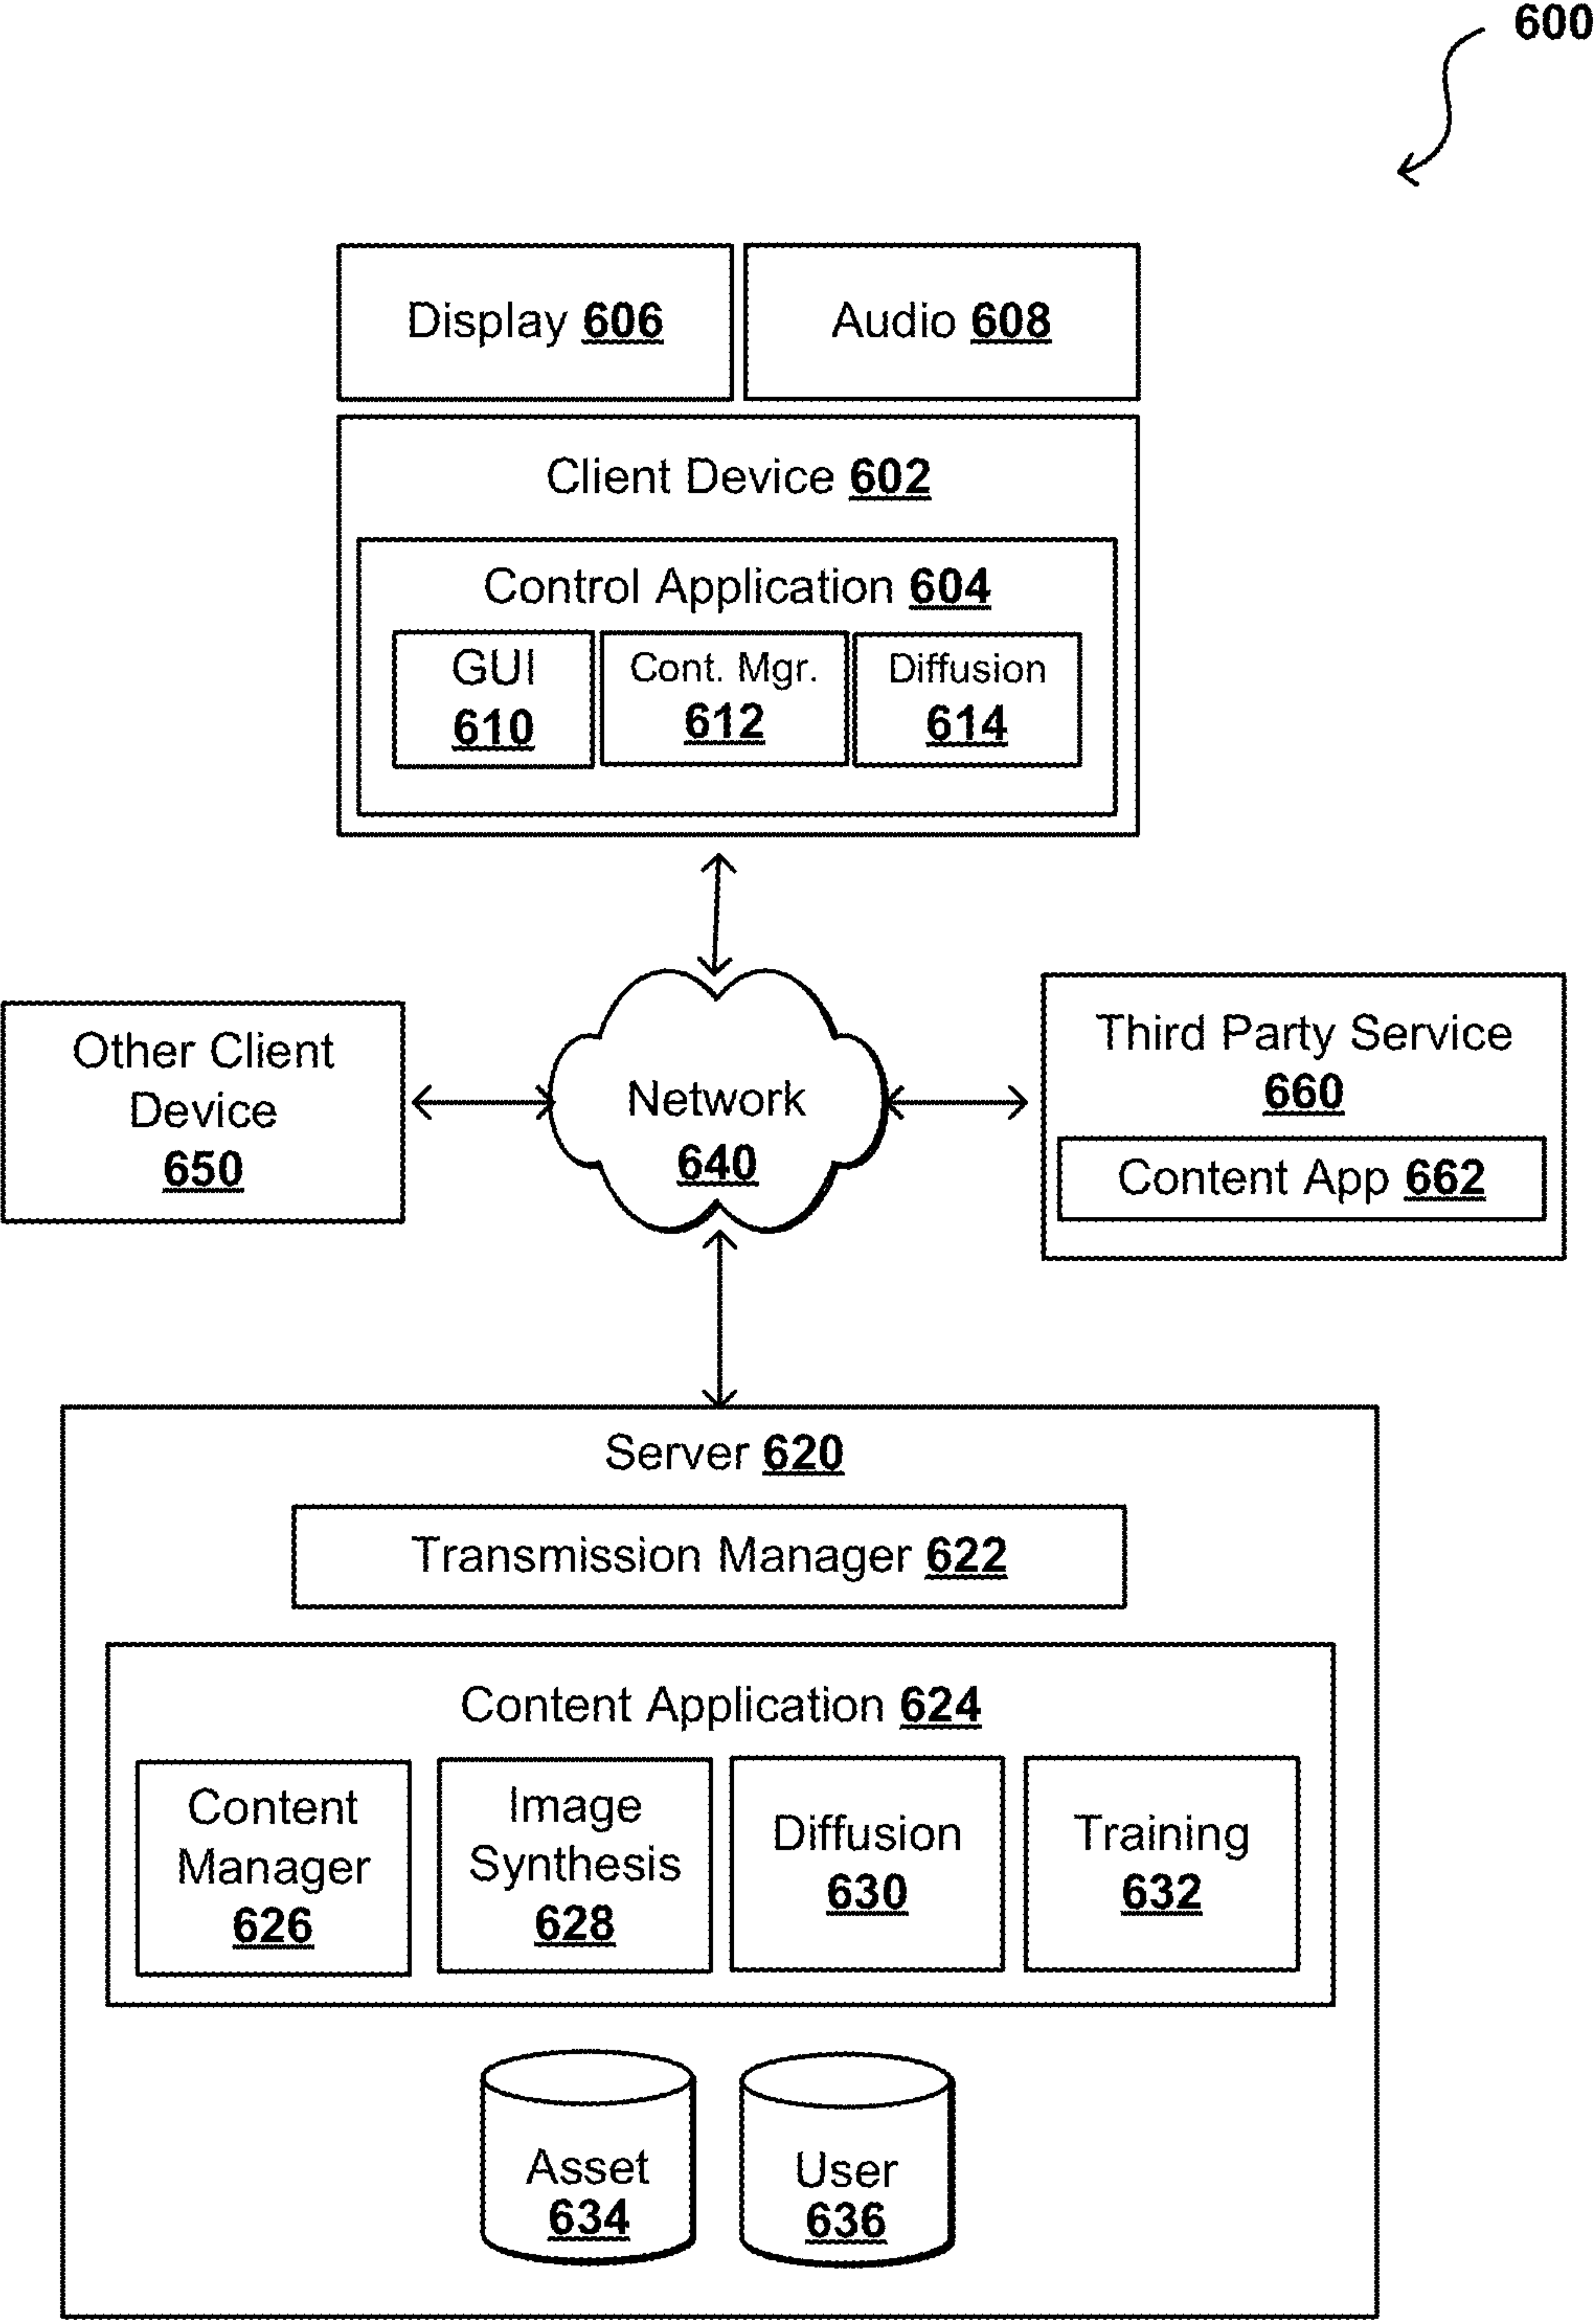 600
Display 606
Audio 608
Client Device 602
Control Application 604
GUI
610
Cont. Mgr.
612
Diffusion
614
Other Client
Device
650
Network
640
Third Party Service
660
Content App 662
Server 620
Transmission Manager 622
Content Application 624
Content
Manager
626
Image
Synthesis
628
Diffusion
630
Training
632
Asset
634
User
636